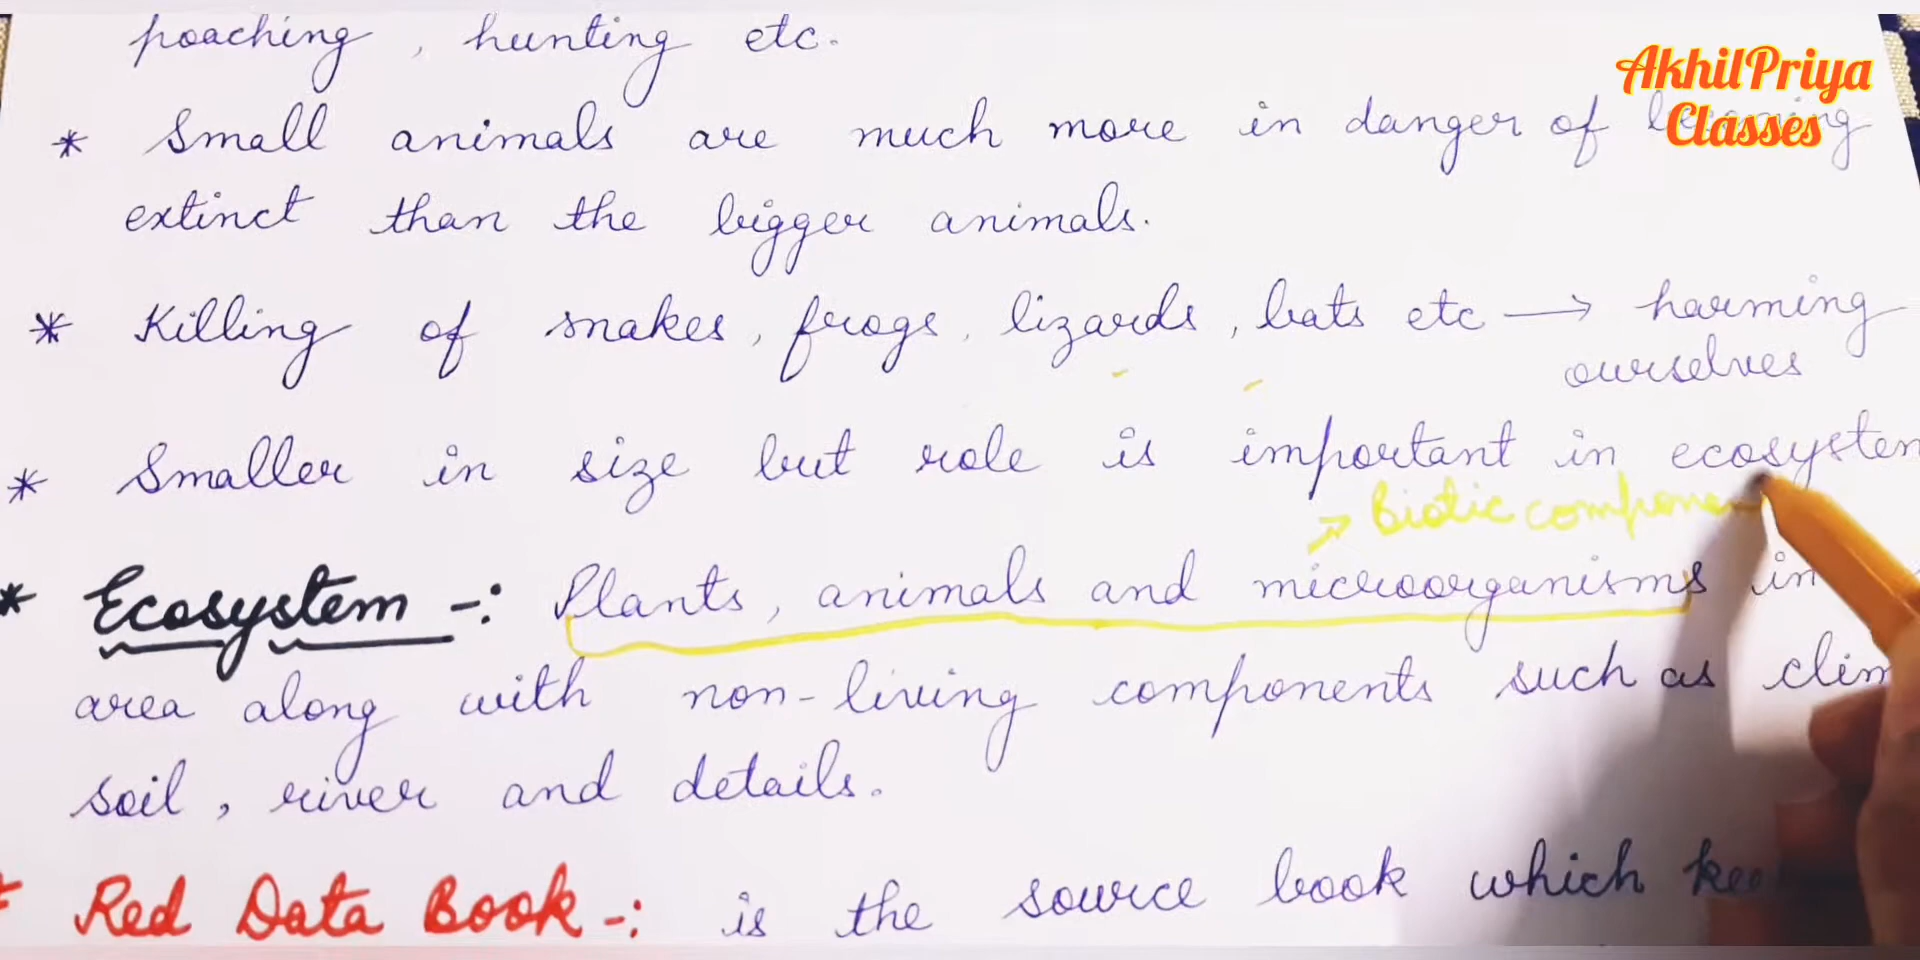 poaching, hunting etc.
AkhilPriya
Classes
* Small animals are much more in danger of
extinct than the bigger animals.
* Killing of snakes, frogs, lizards, bats etc → harming
ourselves
* Smaller in size but role is important in ecosystem
→ Biotic componen
* Ecosystem -: Plants, animals and microorganisms in
area along with non-living components such as clim
soil, river and details.
* Red Data Book -: is the source book which